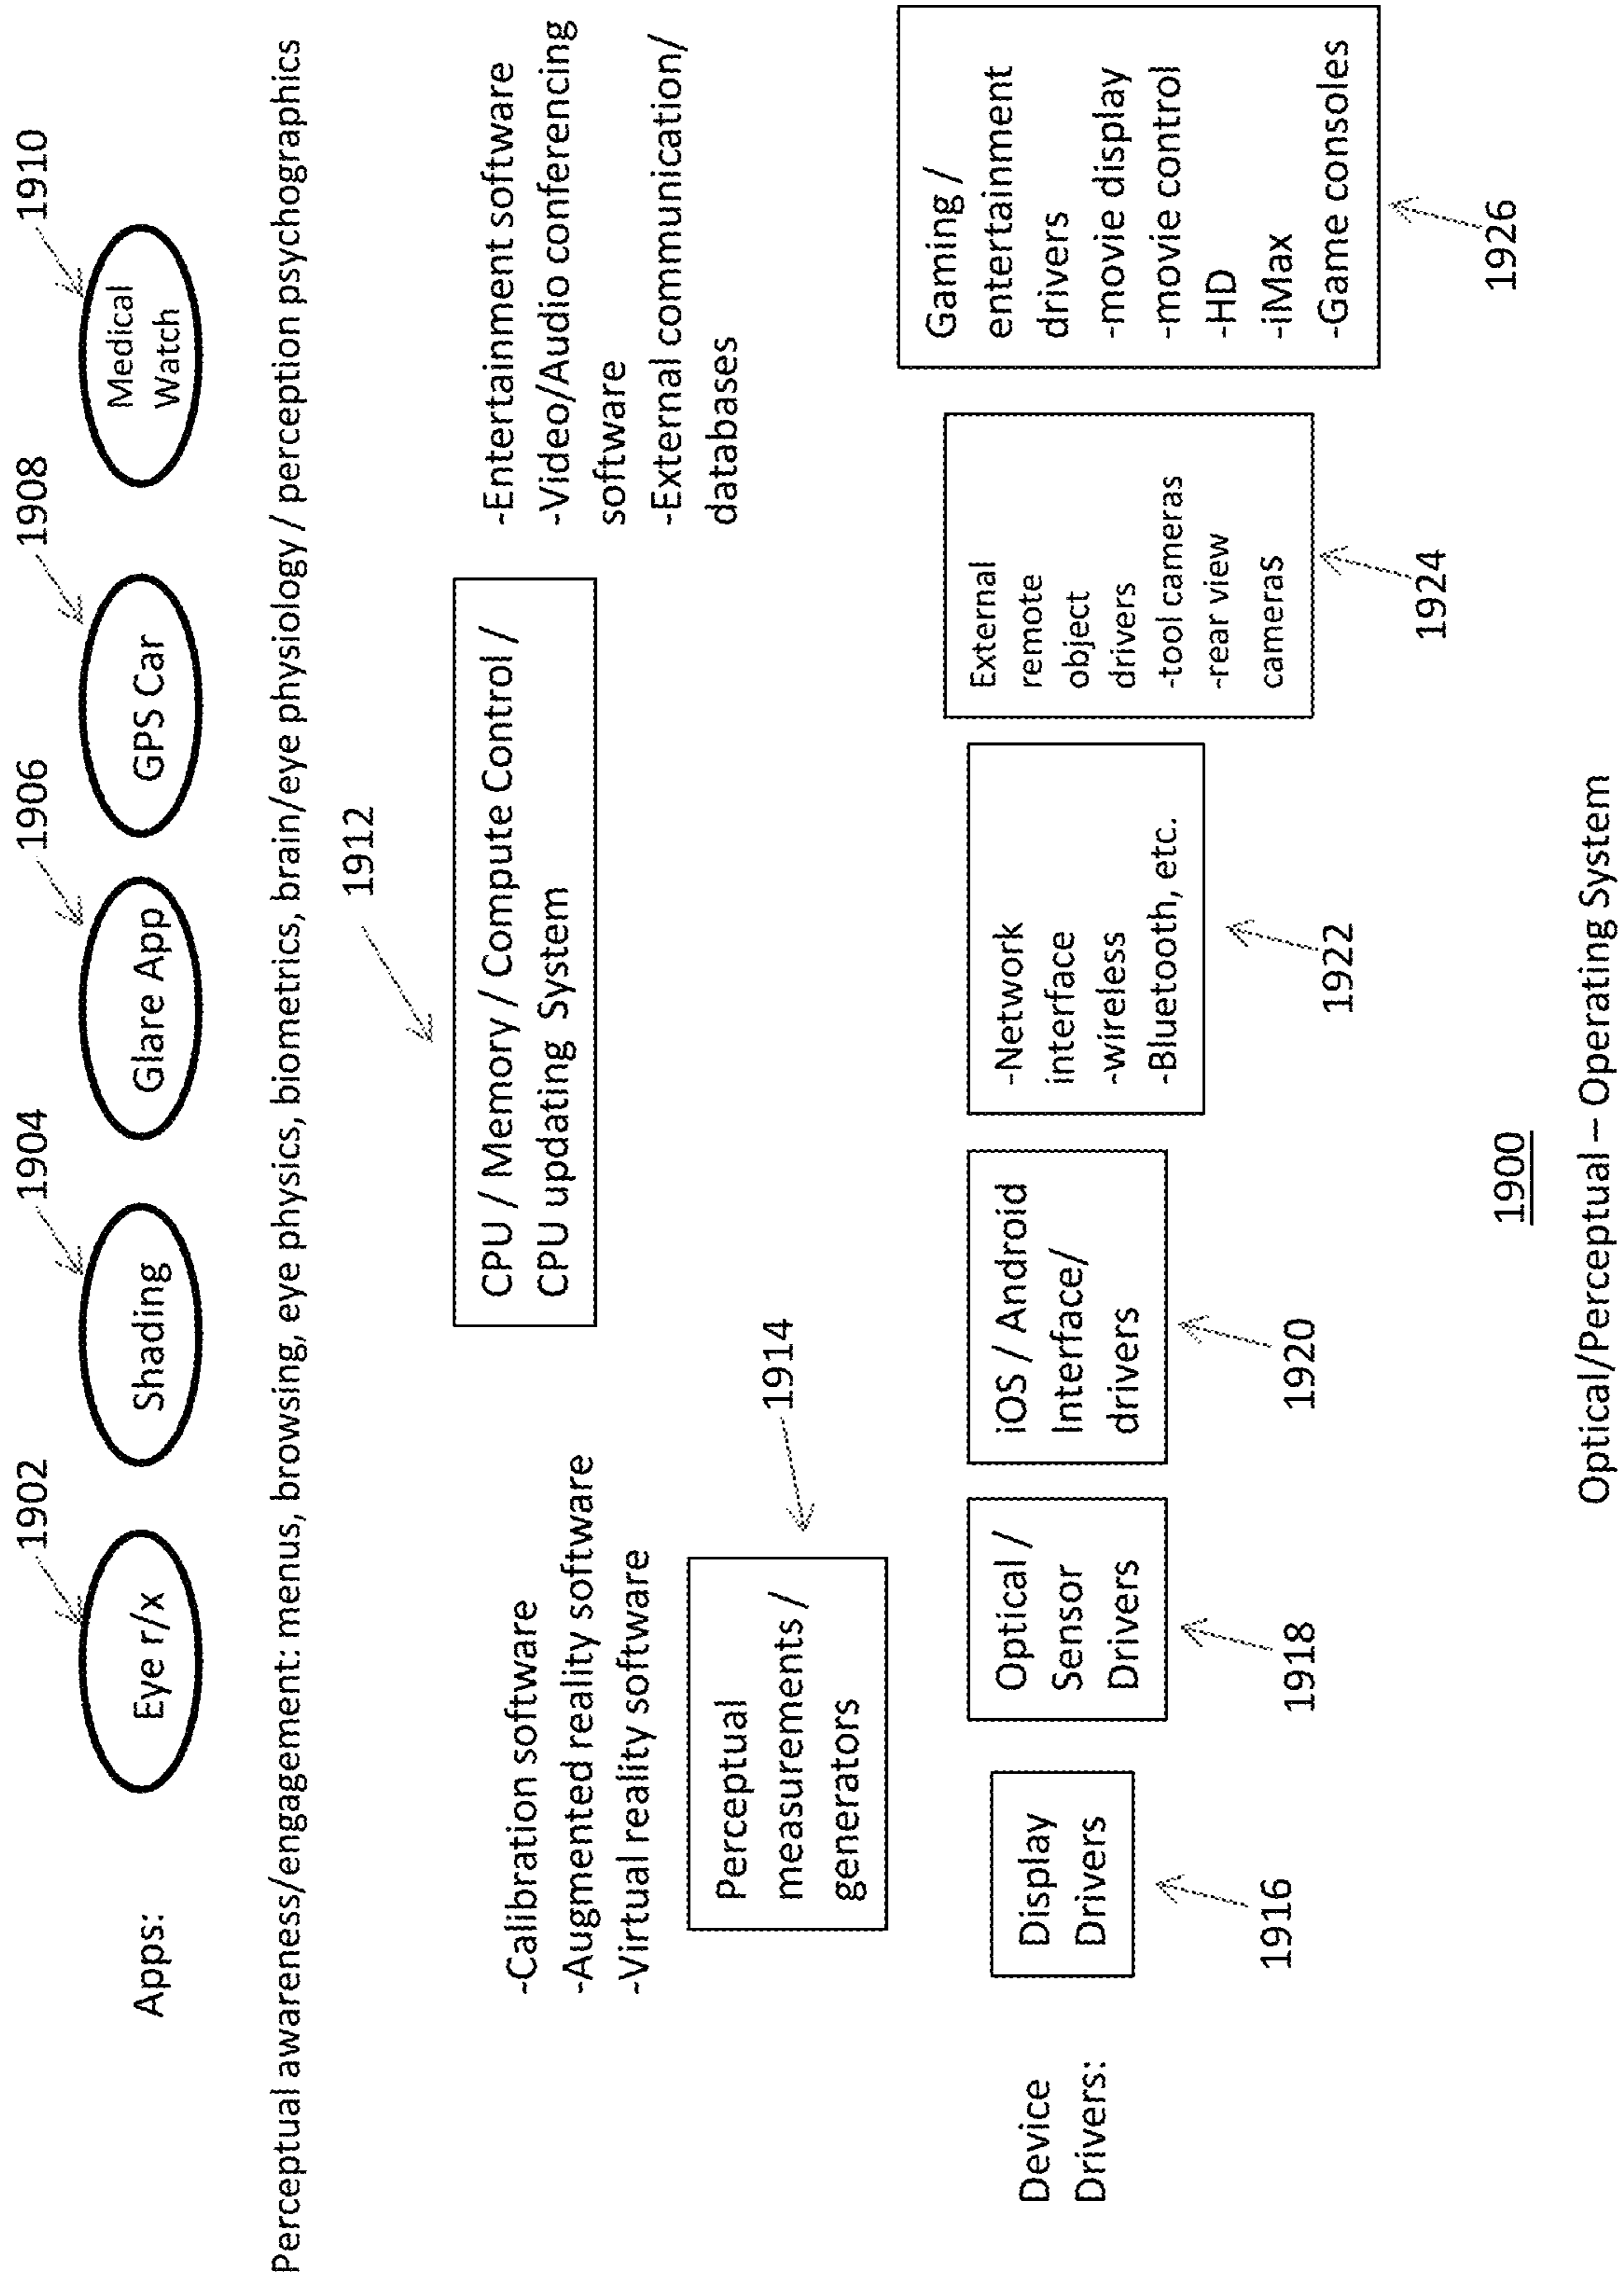 1902
1904
1906
1908
1910
Apps:
Eye r/x
Shading
Glare App
GPS Car
Medical
Watch
Perceptual awareness/engagement: menus, browsing, eye physics, biometrics, brain/eye physiology / perception psychographics
1912
CPU / Memory / Compute Control /
CPU updating System
-Calibration software
-Augmented reality software
-Virtual reality software
-Entertainment software
-Video/Audio conferencing
software
-External communication/
databases
1914
Perceptual
measurements /
generators
Device
Drivers:
Display
Drivers
1916
Optical /
Sensor
Drivers
1918
iOS / Android
Interface/
drivers
1920
-Network
interface
-wireless
-Bluetooth, etc.
1922
External
remote
object
drivers
-tool cameras
-rear view
cameras
1924
Gaming /
entertainment
drivers
-movie display
-movie control
-HD
-iMax
-Game consoles
1926
1900
Optical/Perceptual – Operating System